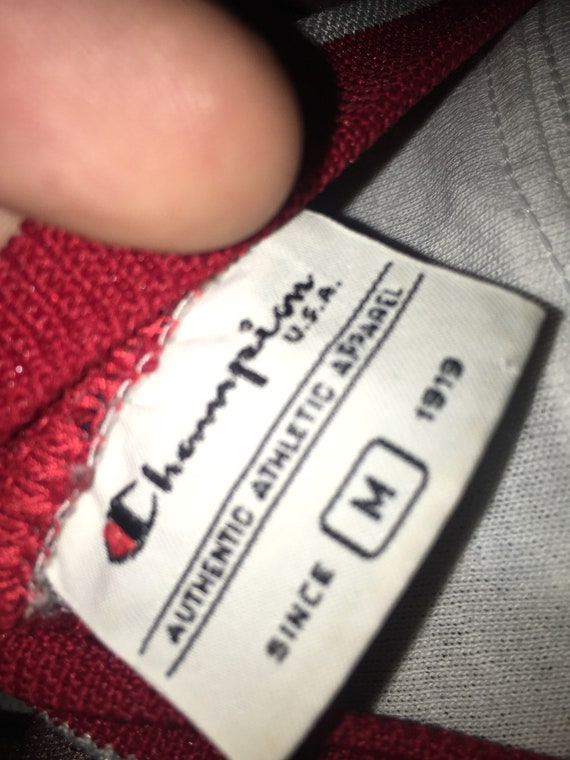 Champion
U.S.A.
AUTHENTIC ATHLETIC APPAREL
SINCE M 1919